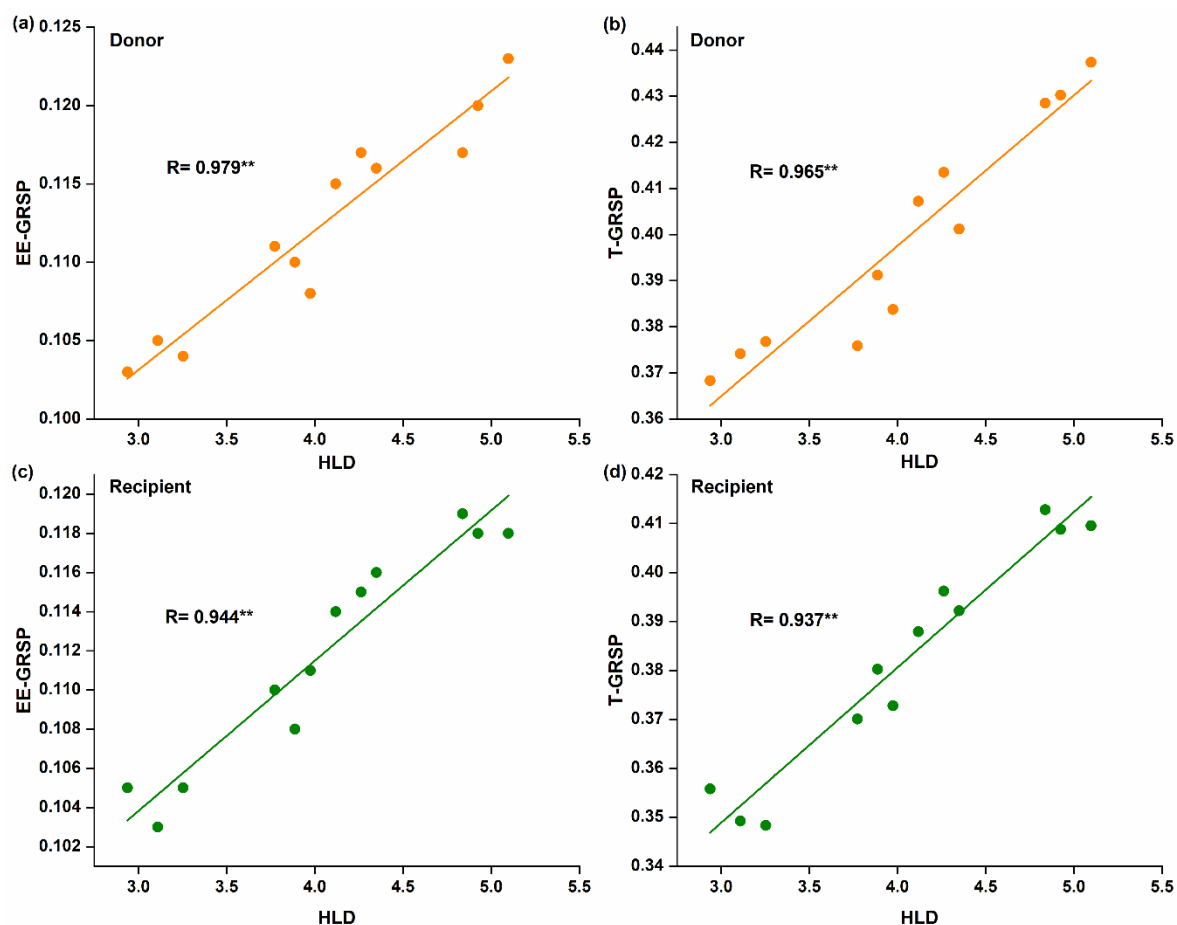 (a)
Donor
R= 0.979**
EE-GRSP
0.125
0.120
0.115
0.110
0.105
0.100
3.0 3.5 4.0 4.5 5.0 5.5
HLD
(b)
Donor
R= 0.965**
T-GRSP
0.44
0.43
0.42
0.41
0.40
0.39
0.38
0.37
0.36
3.0 3.5 4.0 4.5 5.0 5.5
HLD
(c)
Recipient
R= 0.944**
EE-GRSP
0.120
0.118
0.116
0.114
0.112
0.110
0.108
0.106
0.104
0.102
3.0 3.5 4.0 4.5 5.0 5.5
HLD
(d)
Recipient
R= 0.937**
T-GRSP
0.42
0.41
0.40
0.39
0.38
0.37
0.36
0.35
0.34
3.0 3.5 4.0 4.5 5.0 5.5
HLD